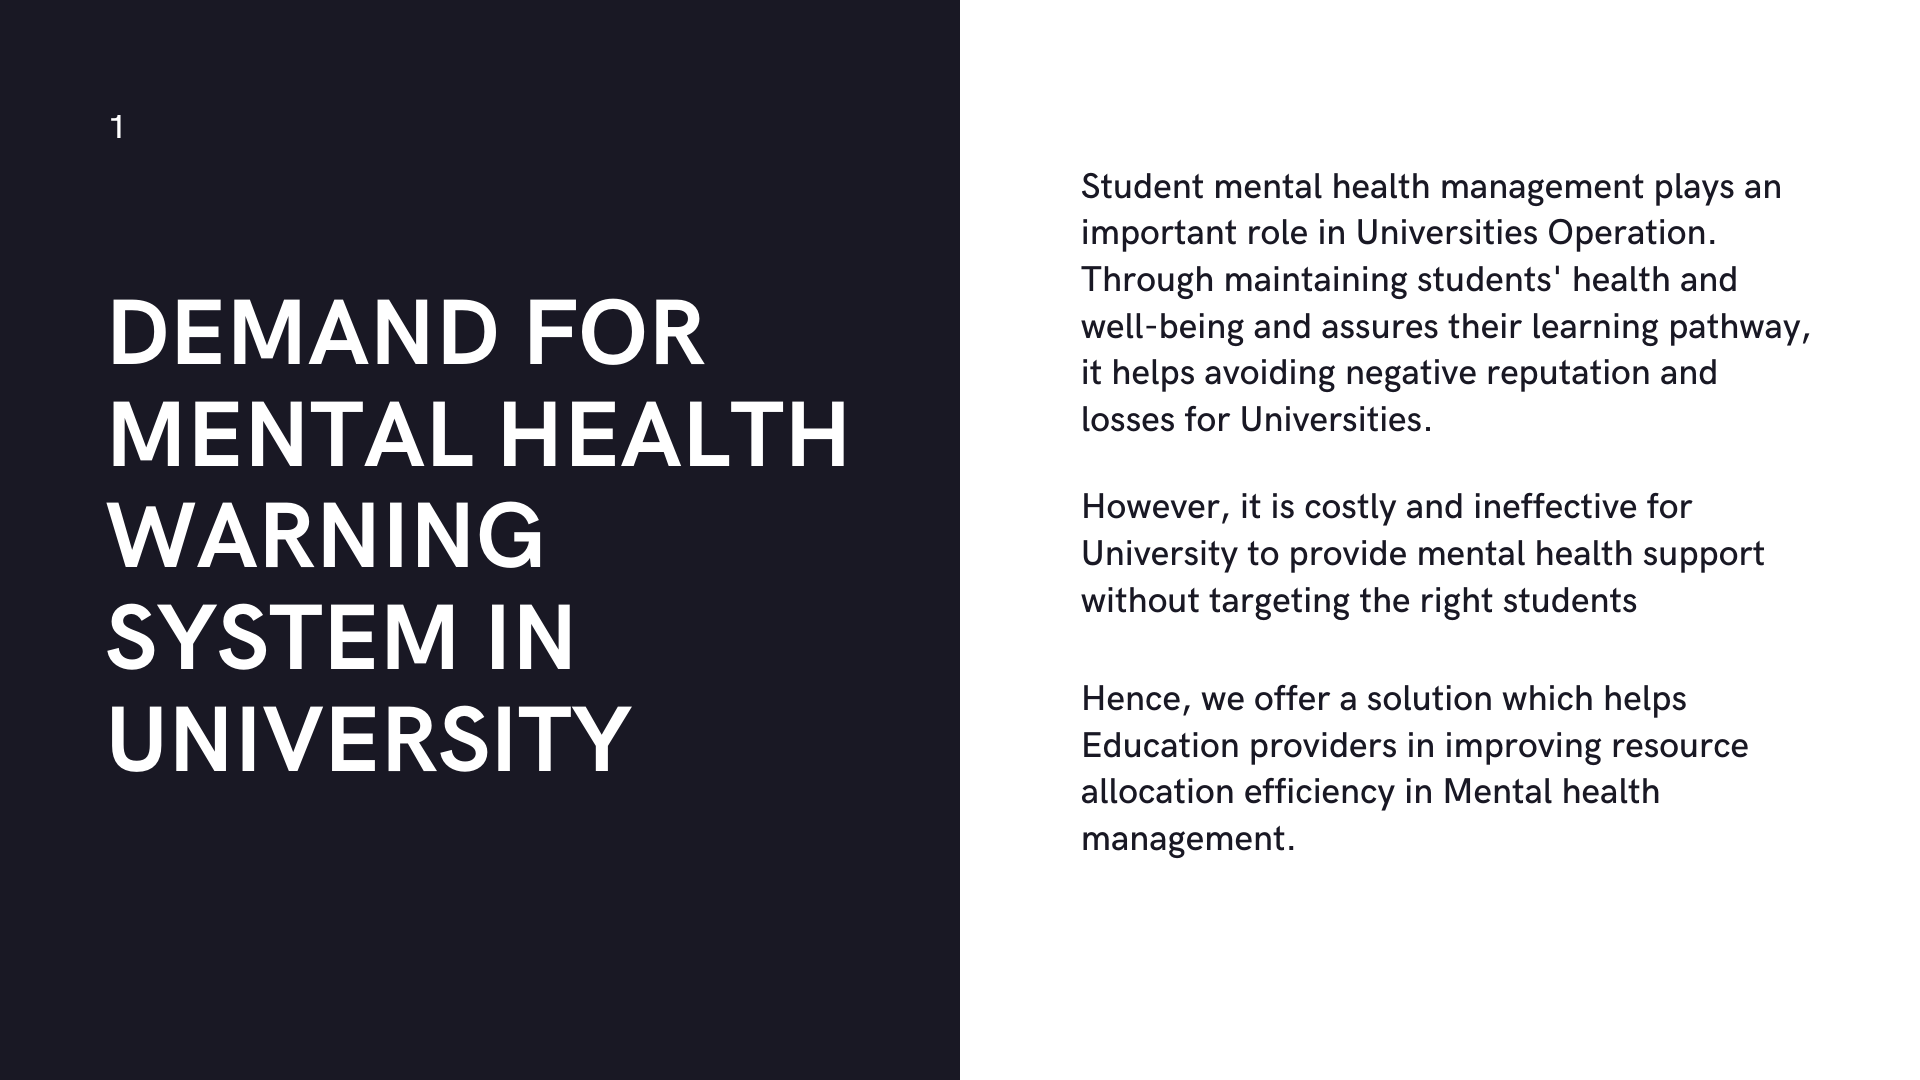 1
DEMAND FOR
MENTAL HEALTH
WARNING
SYSTEM IN
UNIVERSITY
Student mental health management plays an
important role in Universities Operation.
Through maintaining students' health and
well-being and assures their learning pathway,
it helps avoiding negative reputation and
losses for Universities.
However, it is costly and ineffective for
University to provide mental health support
without targeting the right students
Hence, we offer a solution which helps
Education providers in improving resource
allocation efficiency in Mental health
management.